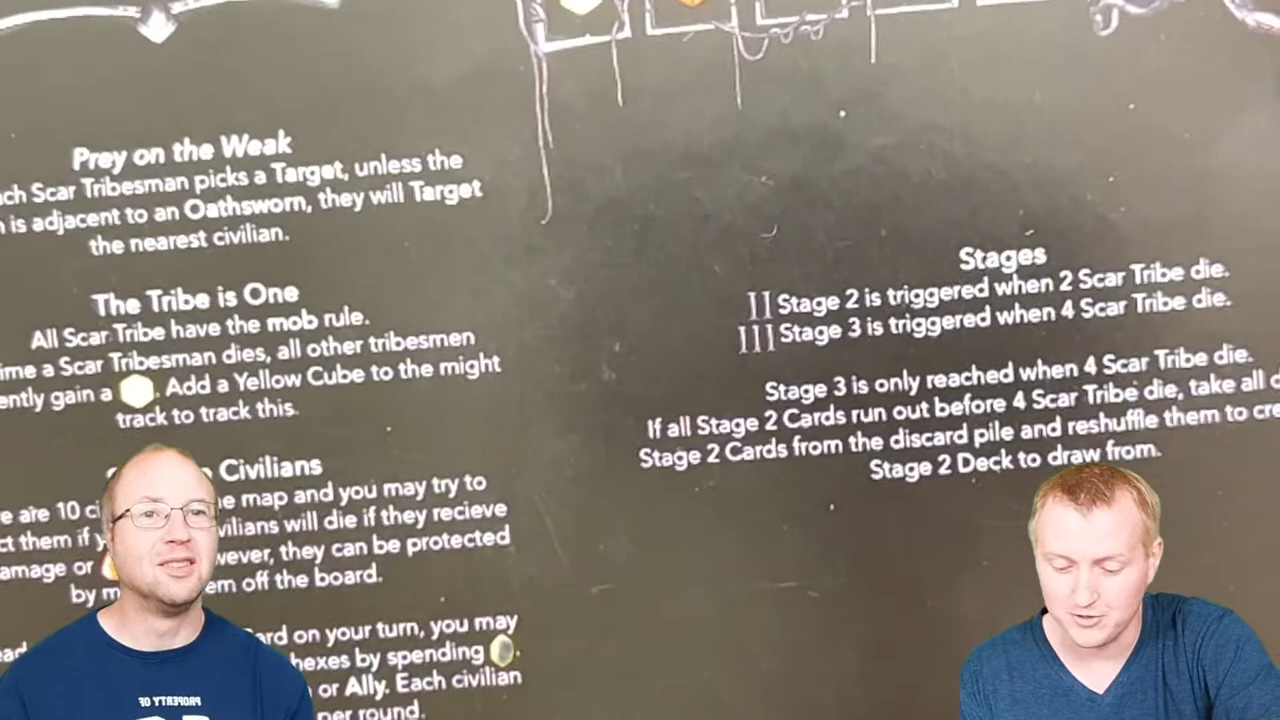 Prey on the Weak
ch Scar Tribesman picks a Target, unless the
is adjacent to an Oathsworn, they will Target
the nearest civilian.
The Tribe is One
All Scar Tribe have the mob rule.
ime a Scar Tribesman dies, all other tribesmen
ently gain a . Add a Yellow Cube to the might
track to track this.
Civilians
e are 10 ci e map and you may try to
ct them if y vilians will die if they recieve
amage or wever, they can be protected
by m em off the board.
ead ard on your turn, you may
hexes by spending .
or Ally. Each civilian
per round.
Stages
II Stage 2 is triggered when 2 Scar Tribe die.
III Stage 3 is triggered when 4 Scar Tribe die.
Stage 3 is only reached when 4 Scar Tribe die.
If all Stage 2 Cards run out before 4 Scar Tribe die, take all
Stage 2 Cards from the discard pile and reshuffle them to cre
Stage 2 Deck to draw from.
PROPERTY OF